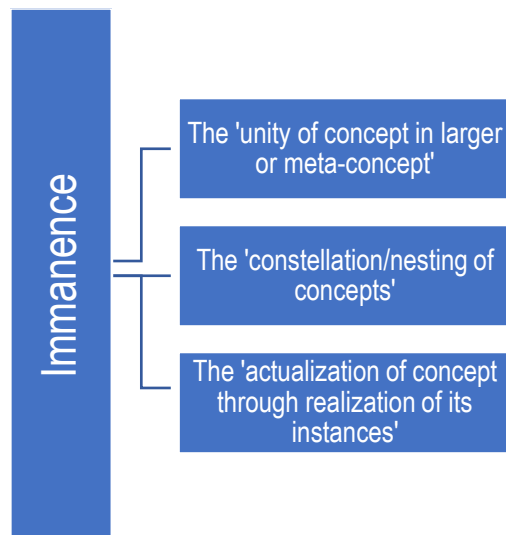 Immanence
The 'unity of concept in larger
or meta-concept'
The 'constellation/nesting of
concepts'
The 'actualization of concept
through realization of its
instances'